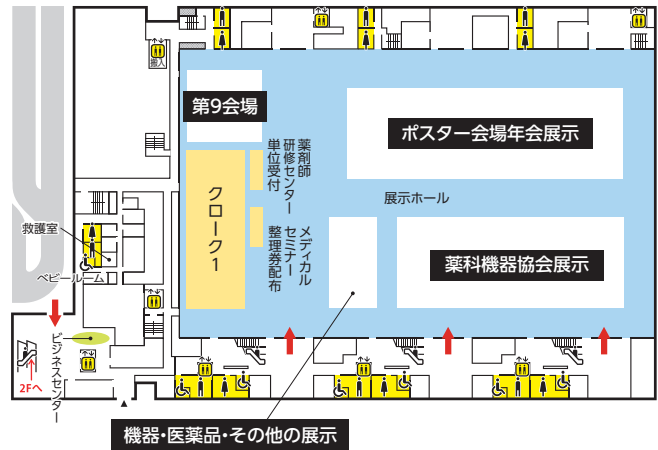 搬入
第9会場
ポスター会場年会展示
薬剤師
研修センター
単位受付
クローク1
展示ホール
メディカル
セミナー
整理券配布
薬科機器協会展示
救護室
ベビールーム
ビジネスセンター
2Fへ
機器・医薬品・その他の展示